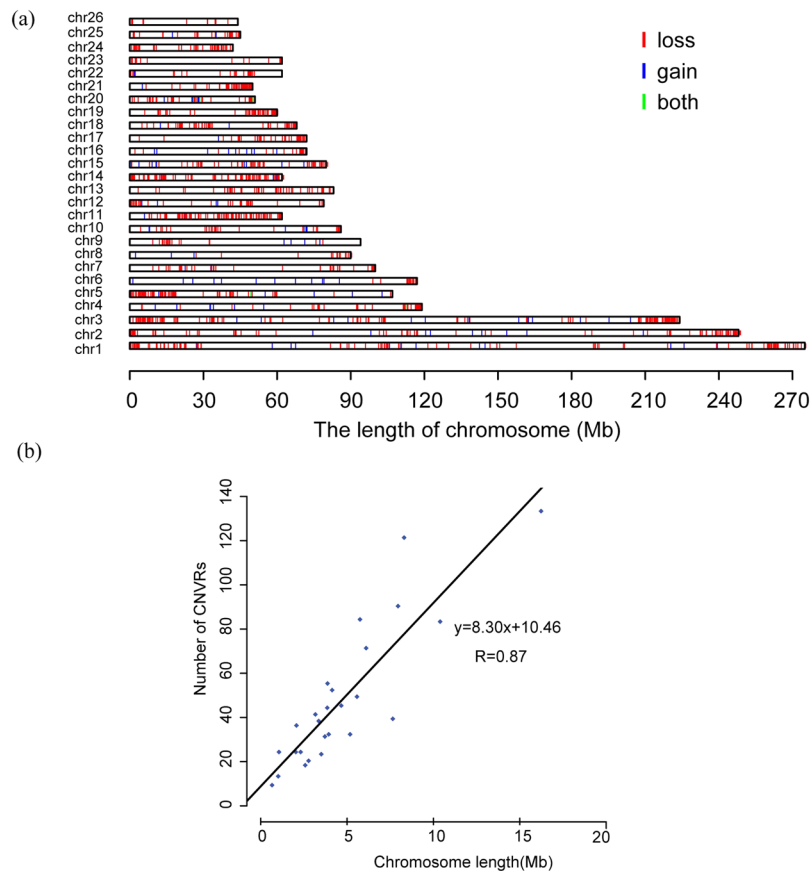 (a)
chr26
chr25
chr24
chr23
chr22
chr21
chr20
chr19
chr18
chr17
chr16
chr15
chr14
chr13
chr12
chr11
chr10
chr9
chr8
chr7
chr6
chr5
chr4
chr3
chr2
chr1
loss
gain
both
0 30 60 90 120 150 180 210 240 270
The length of chromosome (Mb)
(b)
Number of CNVRs
140
120
100
80
60
40
20
0
y=8.30x+10.46
R=0.87
0 5 10 15 20
Chromosome length(Mb)